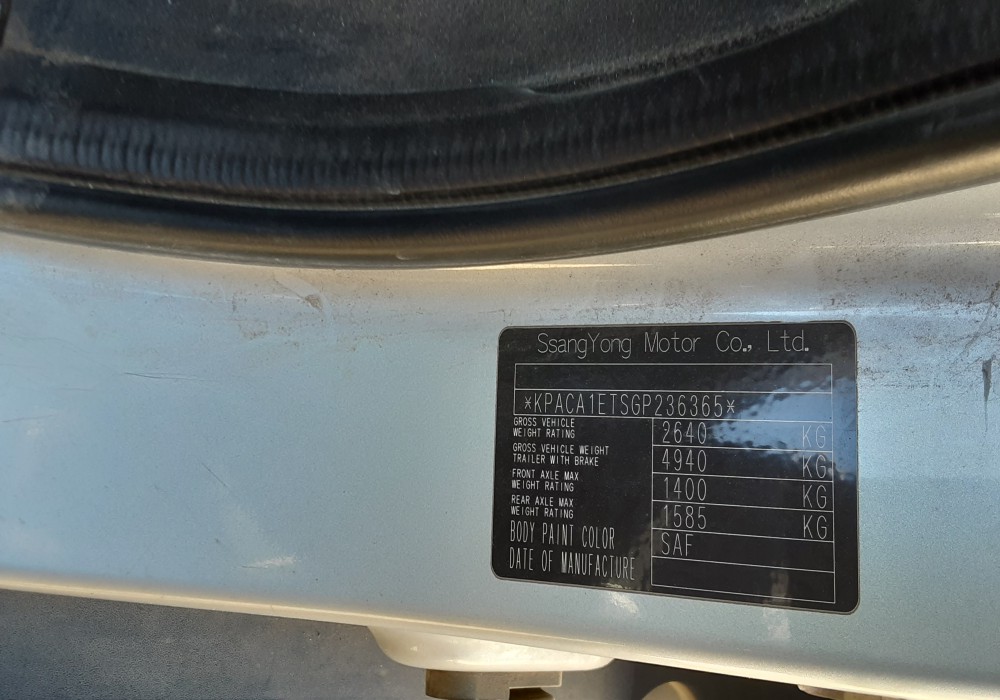 SsangYong Motor Co., Ltd.
*KPACA1ETSGP236365*
GROSS VEHICLE
WEIGHT RATING 2640 KG
GROSS VEHICLE WEIGHT
TRAILER WITH BRAKE 4940 KG
FRONT AXLE MAX
WEIGHT RATING 1400 KG
REAR AXLE MAX
WEIGHT RATING 1585 KG
BODY PAINT COLOR SAF
DATE OF MANUFACTURE